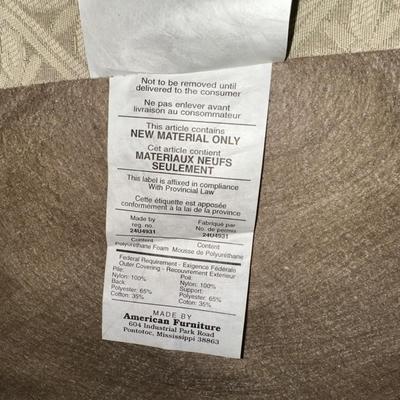 Not to be removed until
delivered to the consumer
Ne pas enlever avant
livraison au consommateur
This article contains
NEW MATERIAL ONLY
Cet article contient
MATERIAUX NEUFS
SEULEMENT
This label is affixed in compliance
With Provincial Law
Cette étiquette est apposée
conformément à la lai de la province
Made by Fabriqué par
reg. no. No. de permis
24U4931 24U4931
Content Content
Polyurethane Foam Mousse de Polyuréthane
Federal Requirement - Exigence Fédérale
Outer Covering - Recouvrement Exterieur
Pile: Poil:
Nylon: 100% Nylon: 100%
Back: Support:
Polyester: 65% Polyester: 65%
Cotton: 35% Coton: 35%
MADE BY
American Furniture
604 Industrial Park Road
Pontotoc, Mississippi 38863